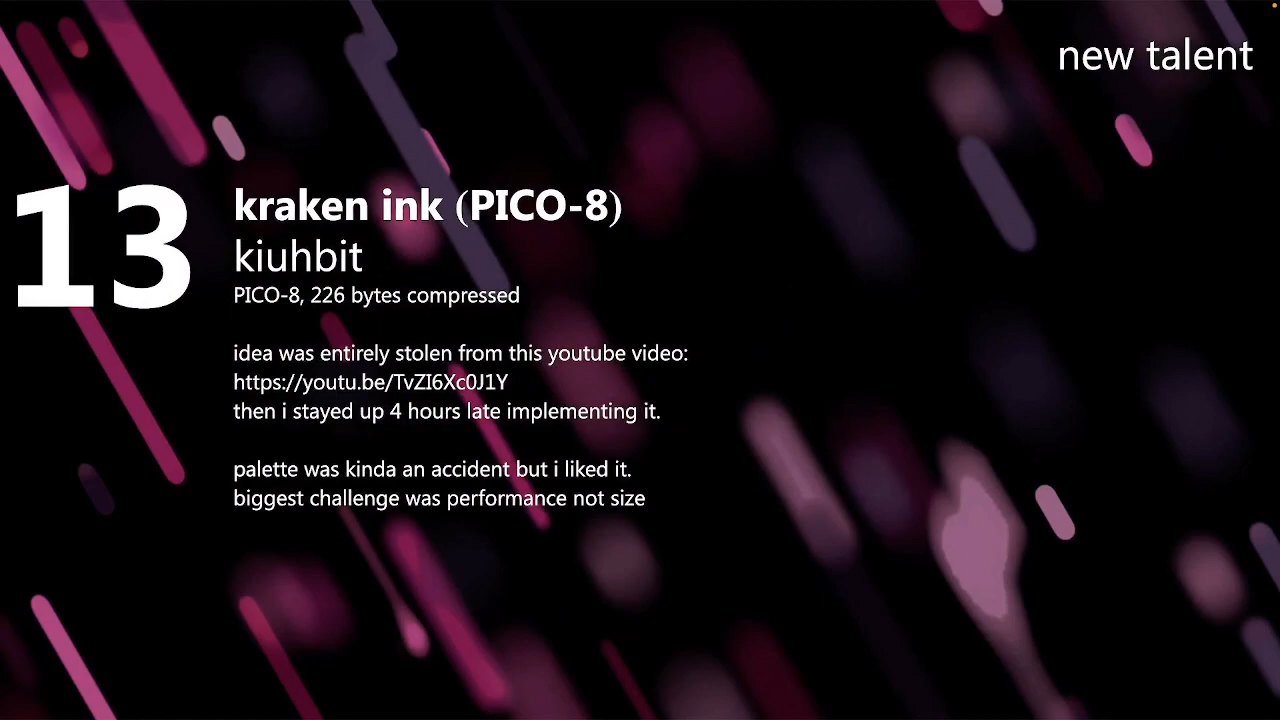 new talent
13
kraken ink (PICO-8)
kiuhbit
PICO-8, 226 bytes compressed
idea was entirely stolen from this youtube video:
https://youtu.be/TvZI6Xc0J1Y
then i stayed up 4 hours late implementing it.
palette was kinda an accident but i liked it.
biggest challenge was performance not size